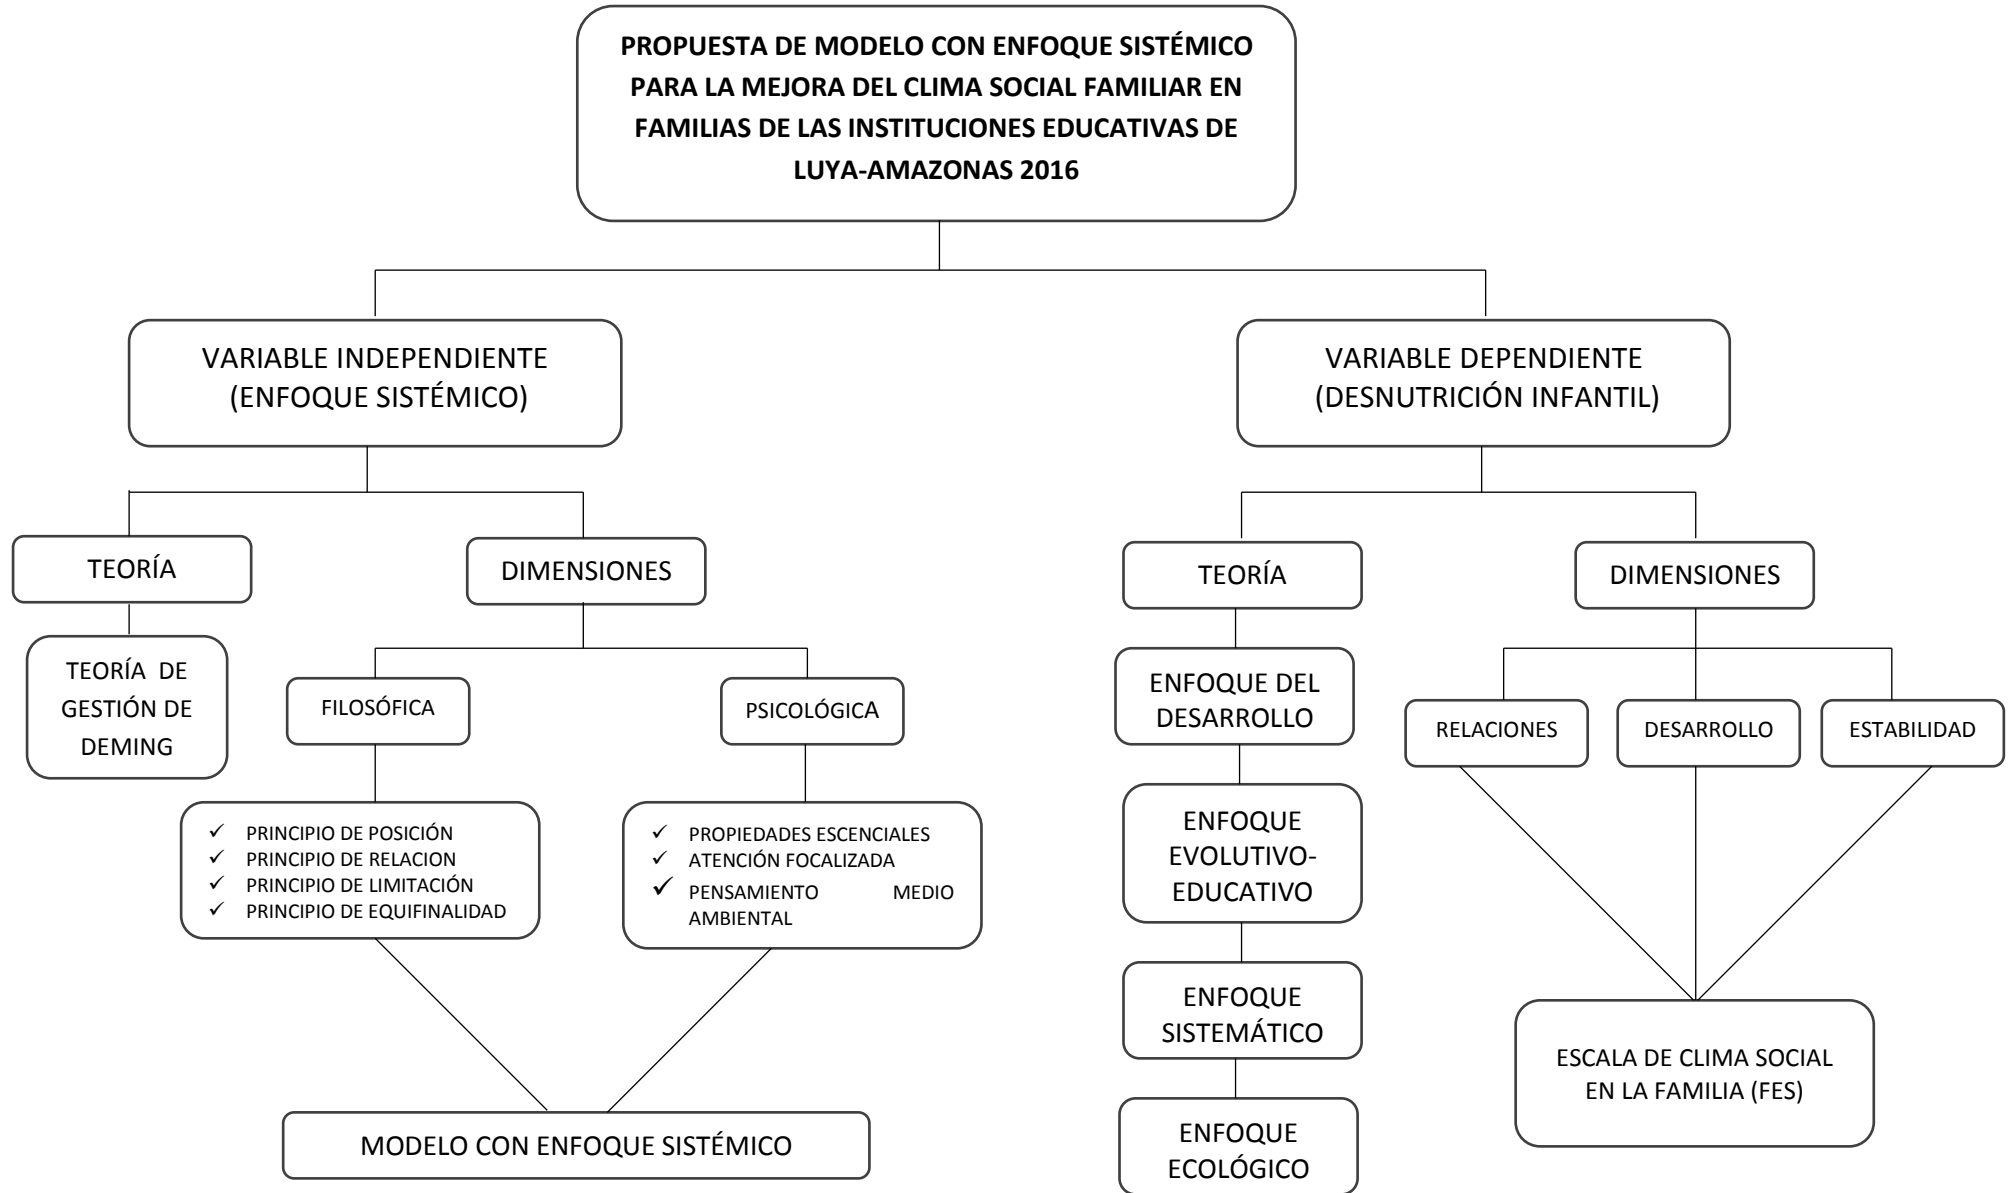 PROPUESTA DE MODELO CON ENFOQUE SISTÉMICO
PARA LA MEJORA DEL CLIMA SOCIAL FAMILIAR EN
FAMILIAS DE LAS INSTITUCIONES EDUCATIVAS DE
LUYA-AMAZONAS 2016
VARIABLE INDEPENDIENTE
(ENFOQUE SISTÉMICO)
VARIABLE DEPENDIENTE
(DESNUTRICIÓN INFANTIL)
TEORÍA
DIMENSIONES
TEORÍA
DIMENSIONES
TEORÍA DE
GESTIÓN DE
DEMING
FILOSÓFICA
PSICOLÓGICA
ENFOQUE DEL
DESARROLLO
RELACIONES
DESARROLLO
ESTABILIDAD
✓ PRINCIPIO DE POSICIÓN
✓ PRINCIPIO DE RELACION
✓ PRINCIPIO DE LIMITACIÓN
✓ PRINCIPIO DE EQUIFINALIDAD
✓ PROPIEDADES ESCENCIALES
✓ ATENCIÓN FOCALIZADA
✓ PENSAMIENTO MEDIO
AMBIENTAL
ENFOQUE
EVOLUTIVO-
EDUCATIVO
ENFOQUE
SISTEMÁTICO
ESCALA DE CLIMA SOCIAL
EN LA FAMILIA (FES)
MODELO CON ENFOQUE SISTÉMICO
ENFOQUE
ECOLÓGICO